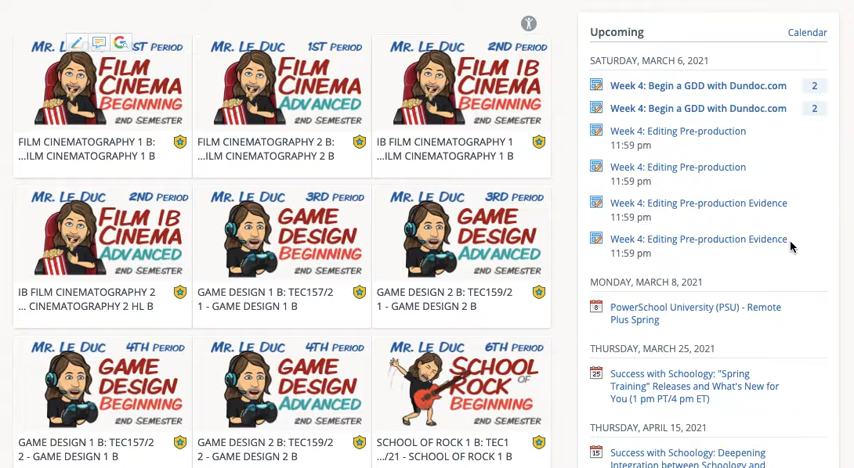 MR. LE DUC 1ST PERIOD
FILM
CINEMA
BEGINNING
2ND SEMESTER
FILM CINEMATOGRAPHY 1 B:
...ILM CINEMATOGRAPHY 1 B
MR. LE DUC 1ST PERIOD
FILM
CINEMA
ADVANCED
2ND SEMESTER
FILM CINEMATOGRAPHY 2 B:
...ILM CINEMATOGRAPHY 2 B
MR. LE DUC 2ND PERIOD
FILM IB
CINEMA
BEGINNING
2ND SEMESTER
IB FILM CINEMATOGRAPHY 1
...ILM CINEMATOGRAPHY 1 B
MR. LE DUC 2ND PERIOD
FILM IB
CINEMA
ADVANCED
2ND SEMESTER
IB FILM CINEMATOGRAPHY 2
... CINEMATOGRAPHY 2 HL B
MR. LE DUC 3RD PERIOD
GAME
DESIGN
BEGINNING
2ND SEMESTER
GAME DESIGN 1 B: TEC157/2
1 - GAME DESIGN 1 B
MR. LE DUC 3RD PERIOD
GAME
DESIGN
ADVANCED
2ND SEMESTER
GAME DESIGN 2 B: TEC159/2
1 - GAME DESIGN 2 B
MR. LE DUC 4TH PERIOD
GAME
DESIGN
BEGINNING
2ND SEMESTER
GAME DESIGN 1 B: TEC157/2
2 - GAME DESIGN 1 B
MR. LE DUC 4TH PERIOD
GAME
DESIGN
ADVANCED
2ND SEMESTER
GAME DESIGN 2 B: TEC159/2
2 - GAME DESIGN 2 B
MR. LE DUC 6TH PERIOD
SCHOOL
OF
ROCK
BEGINNING
2ND SEMESTER
SCHOOL OF ROCK 1 B: TEC1
.../21 - SCHOOL OF ROCK 1 B
Upcoming Calendar
SATURDAY, MARCH 6, 2021
Week 4: Begin a GDD with Dundoc.com 2
Week 4: Begin a GDD with Dundoc.com 2
Week 4: Editing Pre-production
11:59 pm
Week 4: Editing Pre-production
11:59 pm
Week 4: Editing Pre-production Evidence
11:59 pm
Week 4: Editing Pre-production Evidence
11:59 pm
MONDAY, MARCH 8, 2021
8 PowerSchool University (PSU) - Remote
Plus Spring
THURSDAY, MARCH 25, 2021
25 Success with Schoology: "Spring
Training" Releases and What's New for
You (1 pm PT/4 pm ET)
THURSDAY, APRIL 15, 2021
15 Success with Schoology: Deepening
Integration between Schoology and